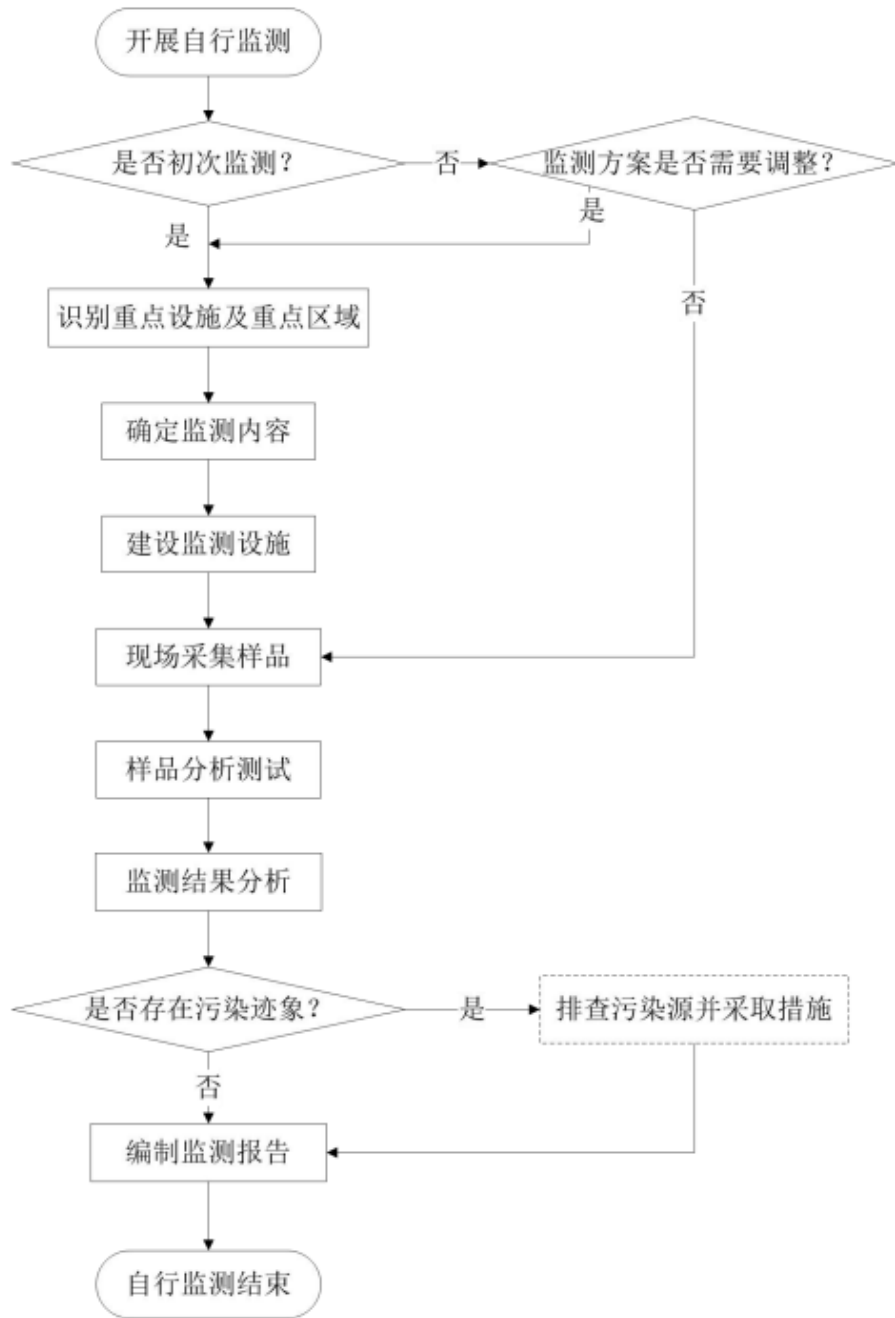 开展自行监测
是否初次监测？
否
监测方案是否需要调整？
是
是
识别重点设施及重点区域
否
确定监测内容
建设监测设施
现场采集样品
样品分析测试
监测结果分析
是否存在污染迹象？
是
排查污染源并采取措施
否
编制监测报告
自行监测结束